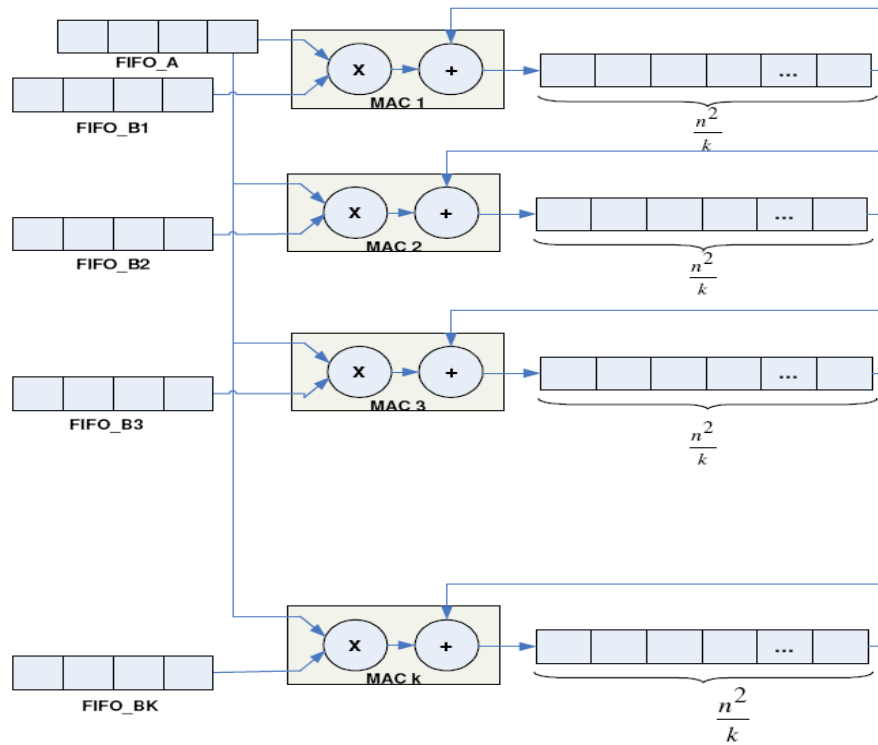 FIFO_A
x
+
...
MAC 1
FIFO_B1
n²
k
x
+
...
MAC 2
FIFO_B2
n²
k
x
+
...
MAC 3
FIFO_B3
n²
k
x
+
...
MAC k
FIFO_BK
n²
k